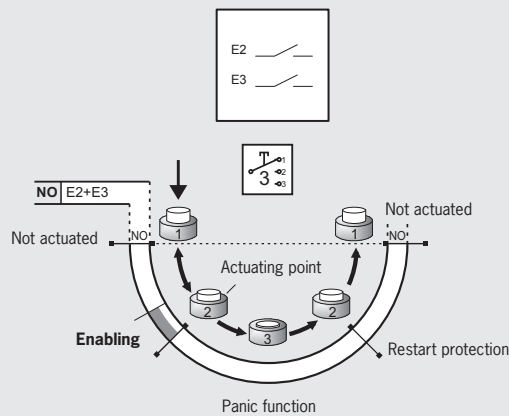 E2
E3
1
2
3
3
NO E2+E3
Not actuated
NO
1
1
NO
Not actuated
Actuating point
2
2
3
Enabling
Restart protection
Panic function